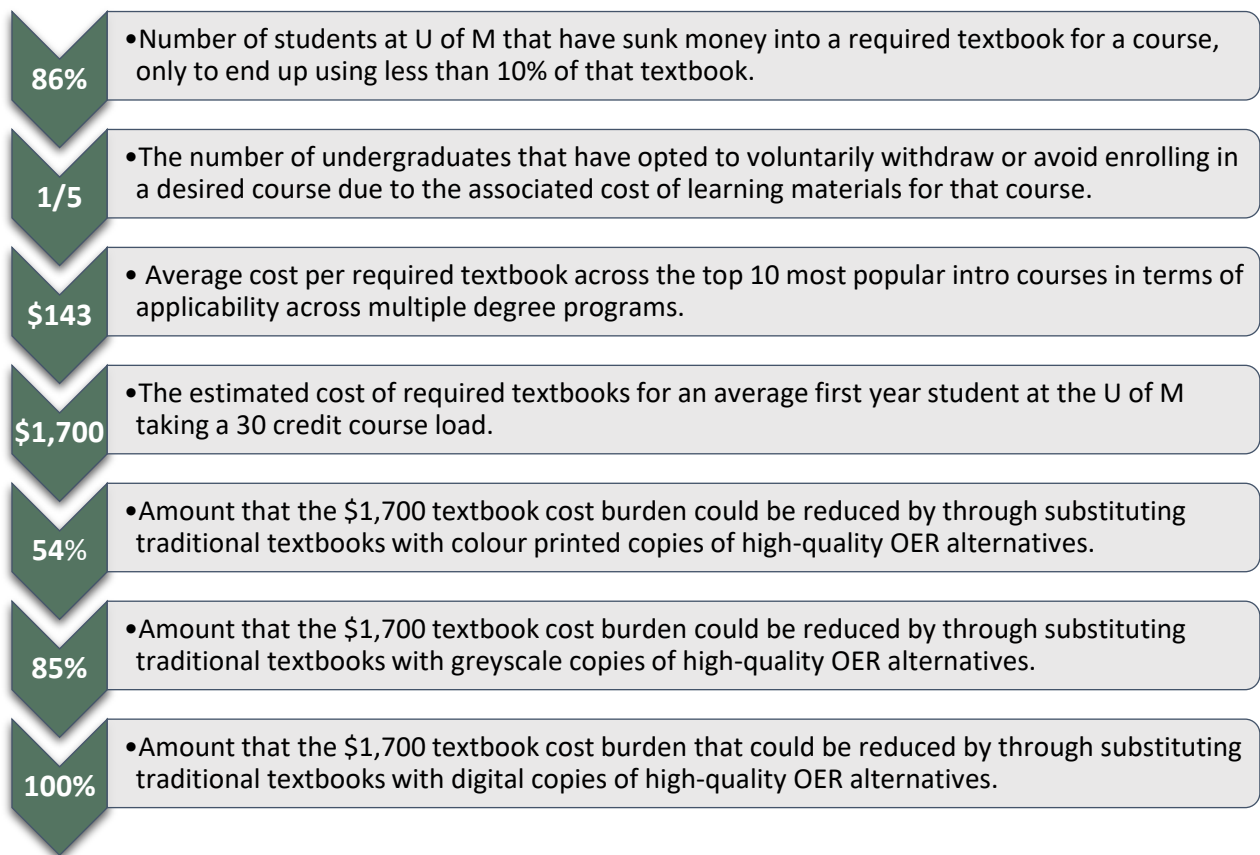 86%
•Number of students at U of M that have sunk money into a required textbook for a course,
only to end up using less than 10% of that textbook.
1/5
•The number of undergraduates that have opted to voluntarily withdraw or avoid enrolling in
a desired course due to the associated cost of learning materials for that course.
$143
• Average cost per required textbook across the top 10 most popular intro courses in terms of
applicability across multiple degree programs.
$1,700
•The estimated cost of required textbooks for an average first year student at the U of M
taking a 30 credit course load.
54%
•Amount that the $1,700 textbook cost burden could be reduced by through substituting
traditional textbooks with colour printed copies of high-quality OER alternatives.
85%
•Amount that the $1,700 textbook cost burden could be reduced by through substituting
traditional textbooks with greyscale copies of high-quality OER alternatives.
100%
•Amount that the $1,700 textbook cost burden that could be reduced by through substituting
traditional textbooks with digital copies of high-quality OER alternatives.